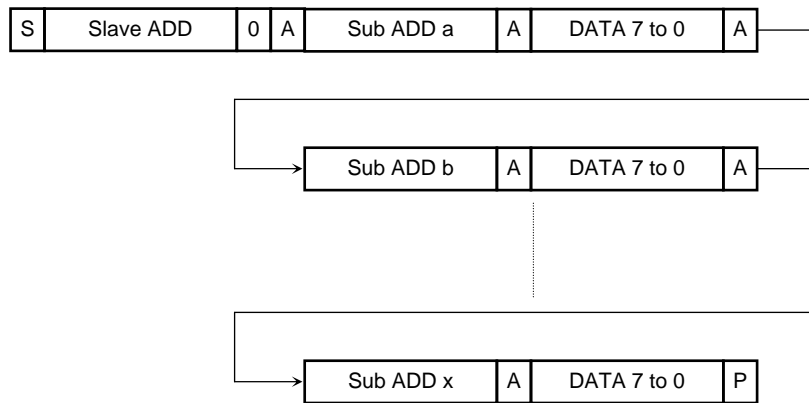 S Slave ADD 0 A Sub ADD a A DATA 7 to 0 A
Sub ADD b A DATA 7 to 0 A
Sub ADD x A DATA 7 to 0 P